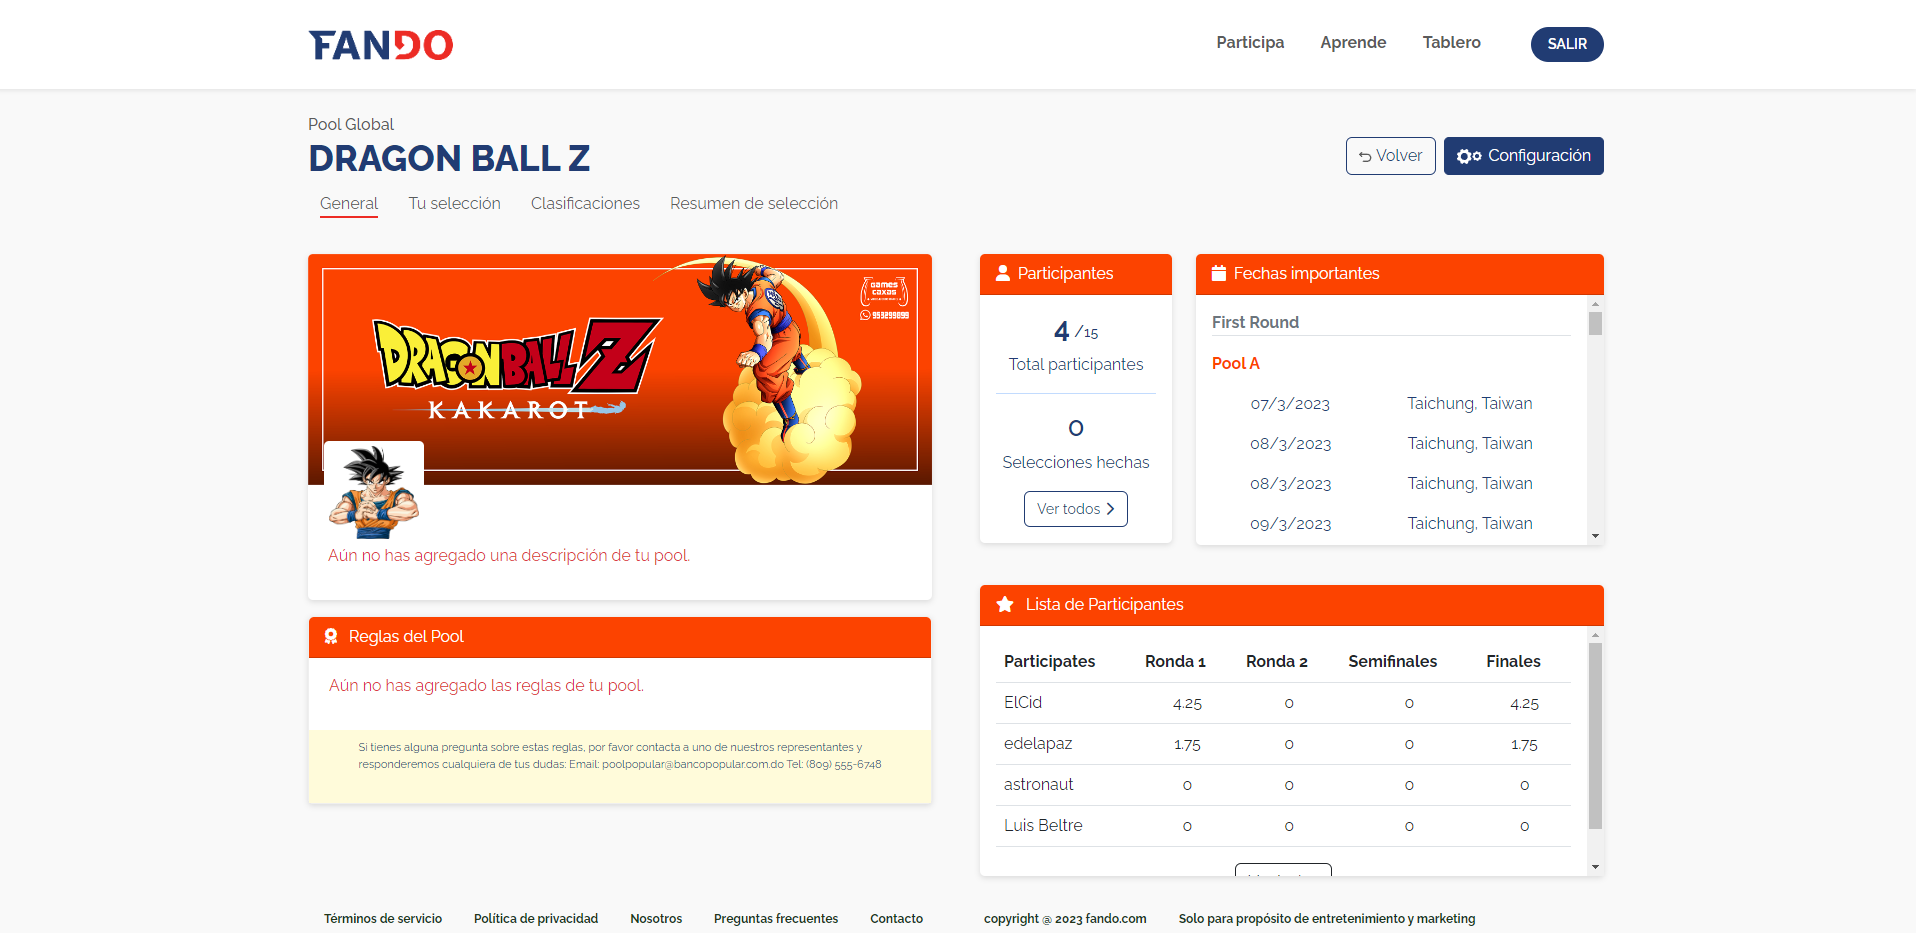 FANDO
Participa
Aprende
Tablero
SALIR
Pool Global
DRAGON BALL Z
Volver
Configuración
General
Tu selección
Clasificaciones
Resumen de selección
DRAGON BALL Z
KAKAROT
GAMES
CAXAS
Aún no has agregado una descripción de tu pool.
Reglas del Pool
Aún no has agregado las reglas de tu pool.
Si tienes alguna pregunta sobre estas reglas, por favor contacta a uno de nuestros representantes y
responderemos cualquiera de tus dudas: Email: poolpopular@bancopopular.com.do Tel: (809) 555-6748
Participantes
4 /15
Total participantes
0
Selecciones hechas
Ver todos
Fechas importantes
First Round
Pool A
07/3/2023 Taichung, Taiwan
08/3/2023 Taichung, Taiwan
08/3/2023 Taichung, Taiwan
09/3/2023 Taichung, Taiwan
Lista de Participantes
Participates Ronda 1 Ronda 2 Semifinales Finales
ElCid 4.25 0 0 4.25
edelapaz 1.75 0 0 1.75
astronaut 0 0 0 0
Luis Beltre 0 0 0 0
Términos de servicio
Política de privacidad
Nosotros
Preguntas frecuentes
Contacto
copyright @ 2023 fando.com
Solo para propósito de entretenimiento y marketing